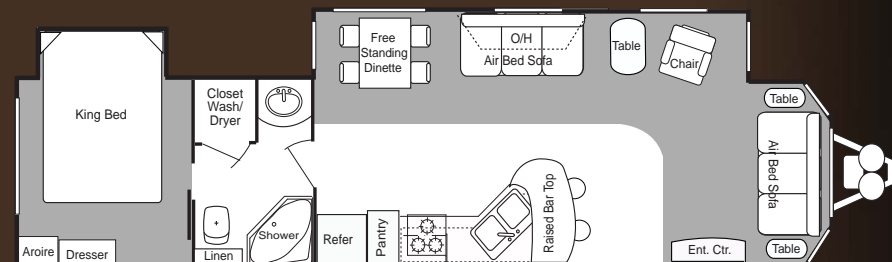 King Bed
Closet
Wash/
Dryer
Free
Standing
Dinette
O/H
Air Bed Sofa
Table
Chair
Table
Air Bed Sofa
Table
Ent. Ctr.
Raised Bar Top
Pantry
Refer
Shower
Linen
Aroire
Dresser